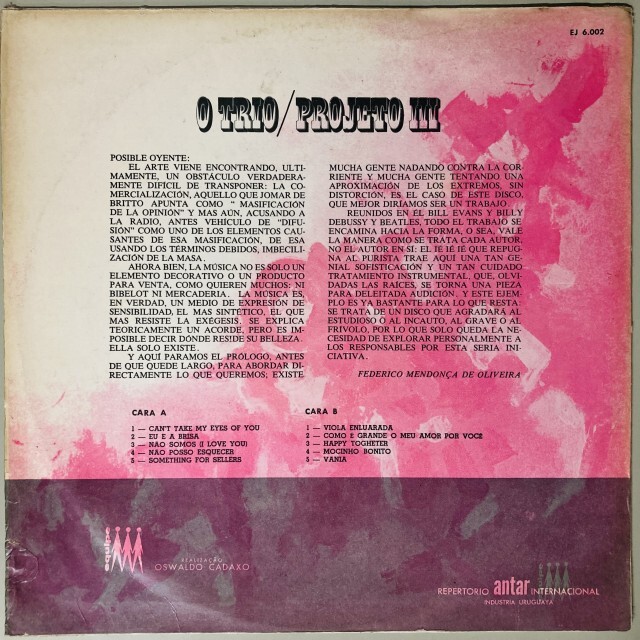 EJ 6.002
O TRIO/PROJETO III
POSIBLE OYENTE:
EL ARTE VIENE ENCONTRANDO, ULTI-
MAMENTE, UN OBSTÁCULO VERDADERA-
MENTE DIFÍCIL DE TRANSPONER: LA CO-
MERCIALIZACIÓN, AQUELLO QUE JOMAR DE
BRITTO APUNTA COMO " MASIFICACIÓN
DE LA OPINIÓN" Y MAS AÚN, ACUSANDO A
LA RADIO, ANTES VEHÍCULO DE "DIFU-
SIÓN" COMO UNO DE LOS ELEMENTOS CAU-
SANTES DE ESA MASIFICACIÓN, DE ESA
USANDO LOS TÉRMINOS DEBIDOS, IMBECILI-
ZACIÓN DE LA MASA.
AHORA BIEN, LA MÚSICA NO ES SOLO UN
ELEMENTO DECORATIVO O UN PRODUCTO
PARA VENTA, COMO QUIEREN MUCHOS: NI
BIBELOT NI MERCADERIA. LA MÚSICA ES,
EN VERDAD, UN MEDIO DE EXPRESIÓN DE
SENSIBILIDAD, EL MAS SINTÉTICO, EL QUE
MAS RESISTE LA EXÉGESIS, SE EXPLICA
TEORICAMENTE UN ACORDE, PERO ES IM-
POSIBLE DECIR DÓNDE RESIDE SU BELLEZA.
ELLA SOLO EXISTE.
Y AQUÍ PARAMOS EL PRÓLOGO, ANTES
DE QUE QUEDE LARGO, PARA ABORDAR DI-
RECTAMENTE LO QUE QUEREMOS; EXISTE
MUCHA GENTE NADANDO CONTRA LA COR-
RIENTE Y MUCHA GENTE TENTANDO UNA
APROXIMACIÓN DE LOS EXTREMOS, SIN
DISTORCIÓN, ES EL CASO DE ESTE DISCO,
QUE MEJOR DIRÍAMOS SER UN TRABAJO.
REUNIDOS EN ÉL BILL EVANS Y BILLY
DEBUSSY Y BEATLES, TODO EL TRABAJO SE
ENCAMINA HACIA LA FORMA, O SEA, VALE
LA MANERA COMO SE TRATA CADA AUTOR,
NO EL AUTOR EN SÍ: EL IÉ IÉ IÉ QUE REPUG-
NA AL PURISTA TRAE AQUÍ UNA TAN GE-
NIAL SOFISTICACIÓN Y UN TAN CUIDADO
TRATAMIENTO INSTRUMENTAL, QUE, OLVI-
DADAS LAS RAÍCES, SE TORNA UNA PIEZA
PARA DELEITADA AUDICIÓN, Y ESTE EJEM-
PLO ES YA BASTANTE PARA LO QUE RESTA:
SE TRATA DE UN DISCO QUE AGRADARÁ AL
ESTUDIOSO O AL INCAUTO, AL GRAVE O AL
FRIVOLO, POR LO QUE SOLO QUEDA LA NE-
CESIDAD DE EXPLORAR PERSONALMENTE A
LOS RESPONSABLES POR ESTA SERIA INI-
CIATIVA.
FEDERICO MENDONÇA DE OLIVEIRA
CARA A
1 — CAN'T TAKE MY EYES OF YOU
2 — EU E A BRISA
3 — NAO SOMOS (I LOVE YOU)
4 — NÃO POSSO ESQUECER
5 — SOMETHING FOR SELLERS
CARA B
1 — VIOLA ENLUARADA
2 — COMO E GRANDE O MEU AMOR POR VOCÊ
3 — HAPPY TOGHETER
4 — MOCINHO BONITO
5 — VANIA
equipe
REALIZAÇÃO
OSWALDO CADAXO
REPERTORIO antar INTERNACIONAL
INDUSTRIA URUGUAYA